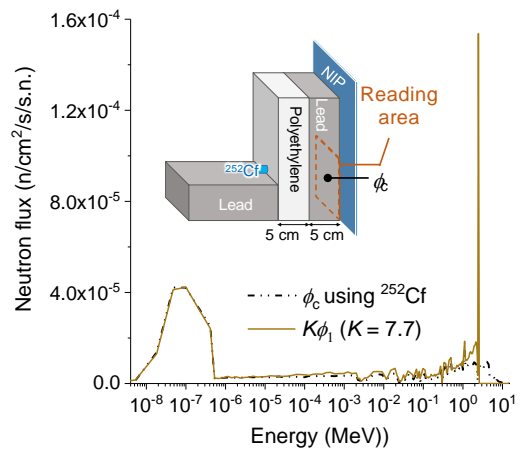 1.6x10⁻⁴
1.2x10⁻⁴
8.0x10⁻⁵
4.0x10⁻⁵
0.0
Neutron flux (n/cm²/s/s.n.)
NIP
Reading
area
Lead
Polyethylene
²⁵²Cf
ϕc
Lead
5 cm
5 cm
ϕc using ²⁵²Cf
Kϕ₁ (K = 7.7)
10⁻⁸ 10⁻⁷ 10⁻⁶ 10⁻⁵ 10⁻⁴ 10⁻³ 10⁻² 10⁻¹ 10⁰ 10¹
Energy (MeV))